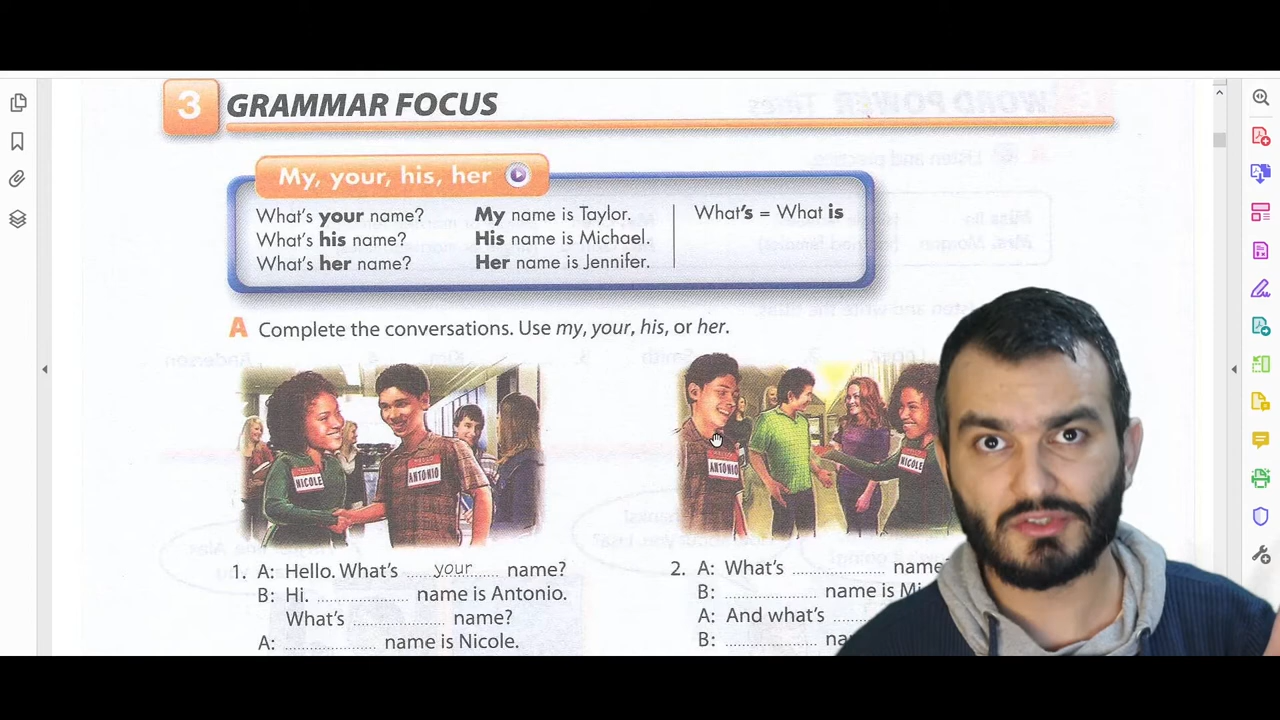 3 GRAMMAR FOCUS
My, your, his, her
What's your name? My name is Taylor. What's = What is
What's his name? His name is Michael.
What's her name? Her name is Jennifer.
A Complete the conversations. Use my, your, his, or her.
NICOLE
ANTONIO
ANTONIO
NICOLE
1. A: Hello. What's ...your... name?
B: Hi. ............ name is Antonio.
What's ............ name?
A: ............ name is Nicole.
2. A: What's ............ name
B: ............ name is Mi
A: And what's ........
B: ............ na